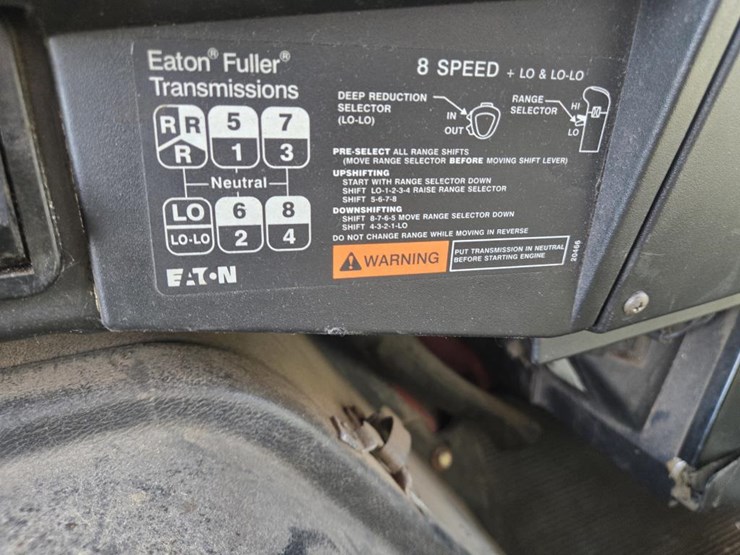 Eaton® Fuller®
Transmissions
8 SPEED + LO & LO-LO
R R 5 7
R 1 3
Neutral
LO 6 8
LO-LO 2 4
EATON
DEEP REDUCTION
SELECTOR
(LO-LO)
IN
OUT
RANGE
SELECTOR
HI
LO
PRE-SELECT ALL RANGE SHIFTS
(MOVE RANGE SELECTOR BEFORE MOVING SHIFT LEVER)
UPSHIFTING
START WITH RANGE SELECTOR DOWN
SHIFT LO-1-2-3-4 RAISE RANGE SELECTOR
SHIFT 5-6-7-8
DOWNSHIFTING
SHIFT 8-7-6-5 MOVE RANGE SELECTOR DOWN
SHIFT 4-3-2-1-LO
DO NOT CHANGE RANGE WHILE MOVING IN REVERSE
WARNING
PUT TRANSMISSION IN NEUTRAL
BEFORE STARTING ENGINE
20466